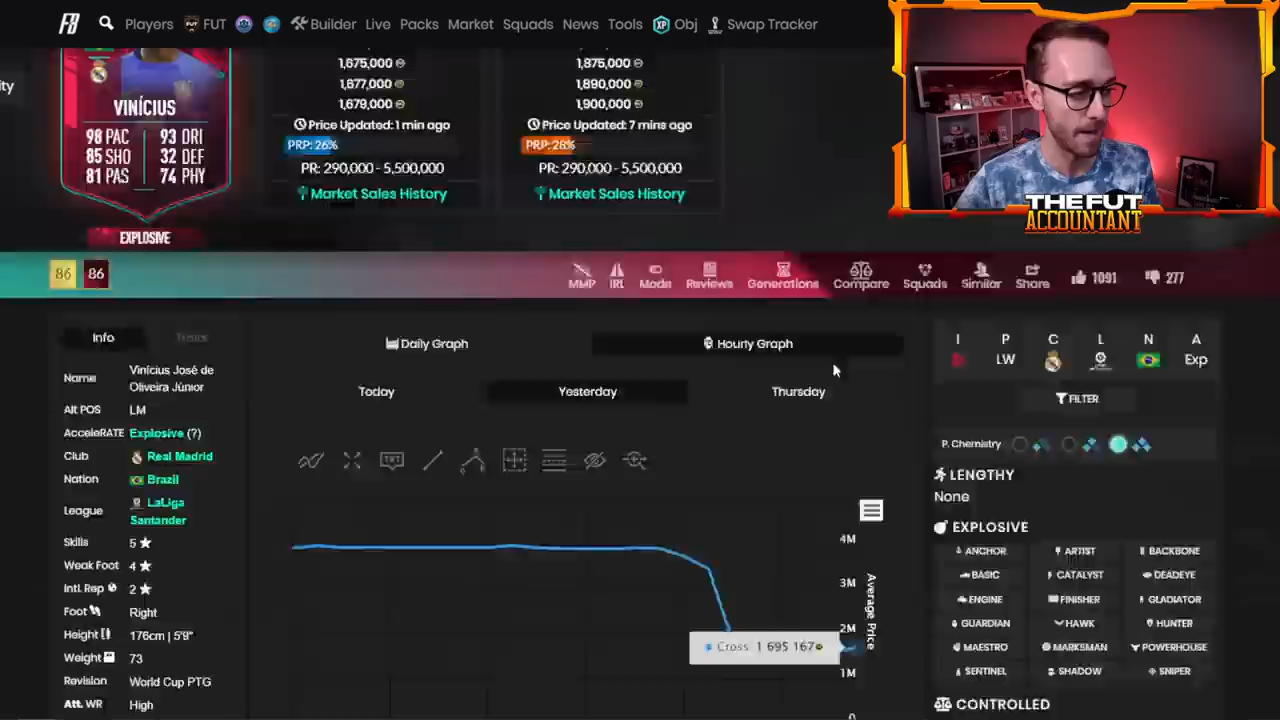 FB Players FUT Builder Live Packs Market Squads News Tools XP Obj Swap Tracker
1,675,000
1,677,000
1,679,000
Price Updated: 1 min ago
PRP: 26%
PR: 290,000 - 5,500,000
Market Sales History
1,875,000
1,890,000
1,900,000
Price Updated: 7 mins ago
PRP: 28%
PR: 290,000 - 5,500,000
Market Sales History
ity
VINÍCIUS
98 PAC 93 DRI
85 SHO 32 DEF
81 PAS 74 PHY
EXPLOSIVE
THE FUT
ACCOUNTANT
86 86
MMP IRL Mode Reviews Generations Compare Squads Similar Share 1091 277
Info
Name Vinícius José de
Oliveira Júnior
Alt POS LM
AcceleRATE Explosive (?)
Club Real Madrid
Nation Brazil
League LaLiga
Santander
Skills 5
Weak Foot 4
Intl. Rep 2
Foot Right
Height 176cm | 5'9"
Weight 73
Revision World Cup PTG
Att. WR High
Daily Graph Hourly Graph
Today Yesterday Thursday
TXT
4M
3M
2M
1M
0
Average Price
Cross: 1 695 167
I P C L N A
LW Exp
FILTER
P. Chemistry
LENGTHY
None
EXPLOSIVE
ANCHOR ARTIST BACKBONE
BASIC CATALYST DEADEYE
ENGINE FINISHER GLADIATOR
GUARDIAN HAWK HUNTER
MAESTRO MARKSMAN POWERHOUSE
SENTINEL SHADOW SNIPER
CONTROLLED